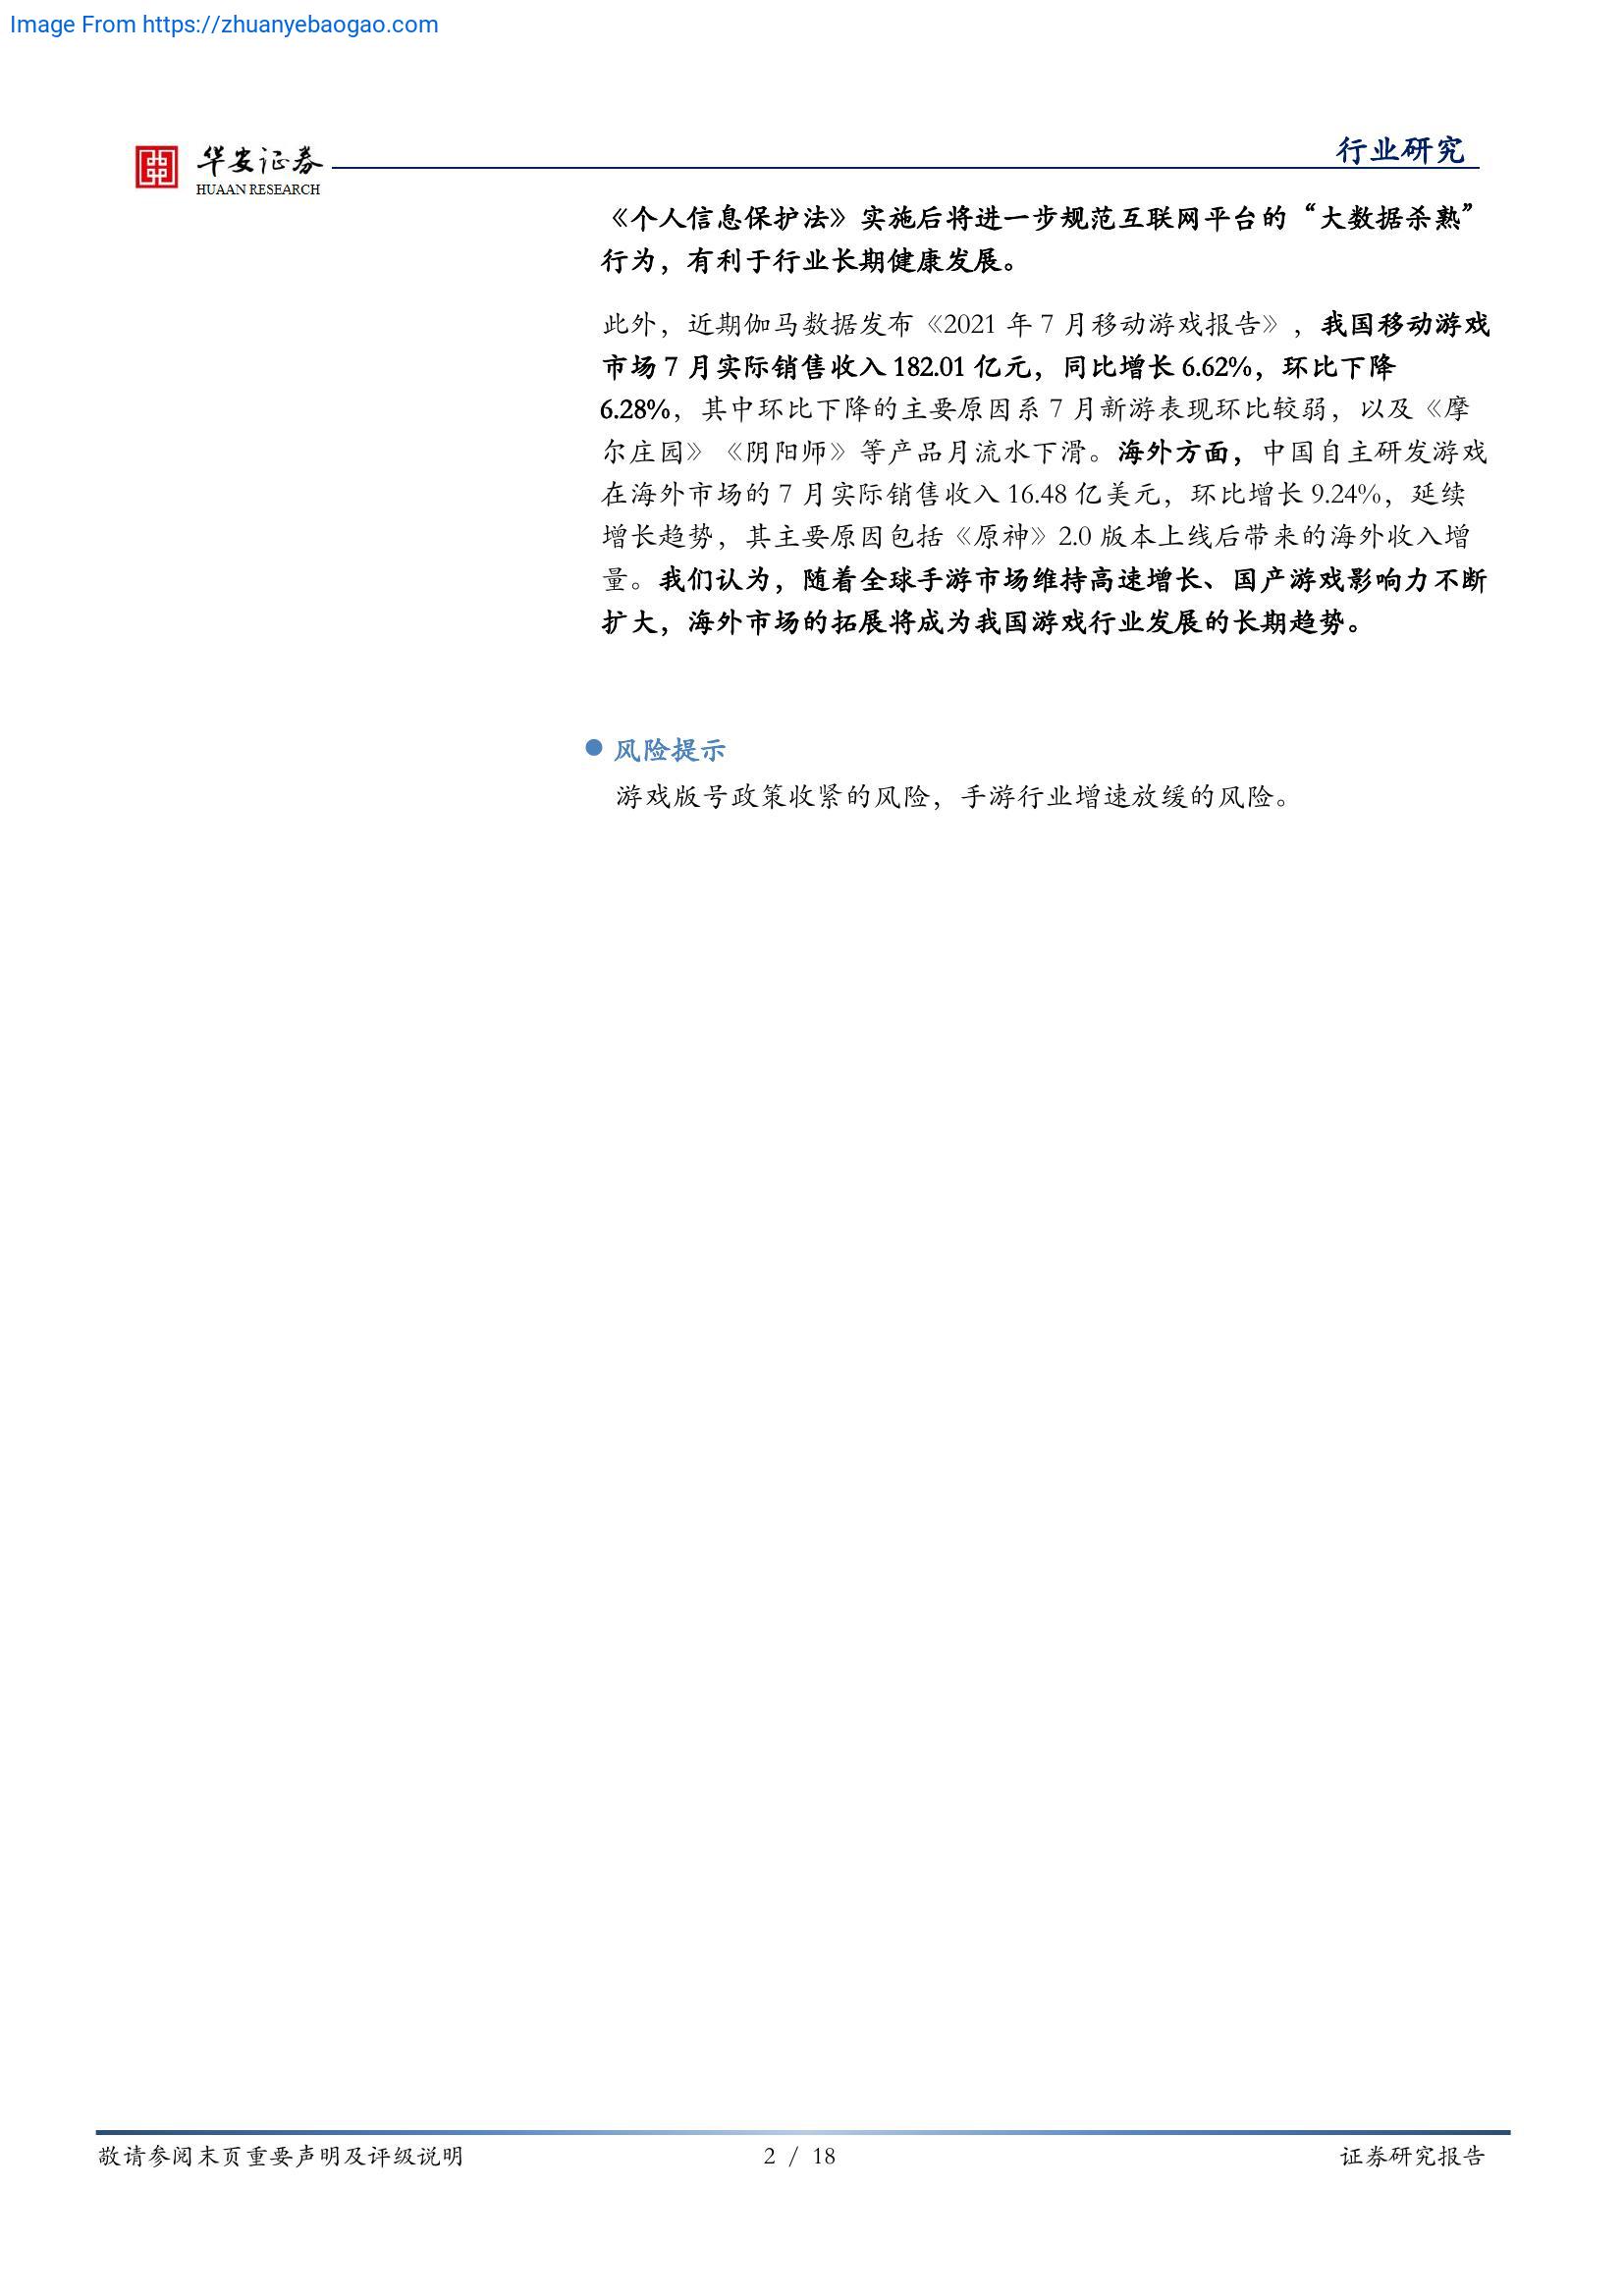 Image From https://zhuanyebaogao.com
华安证券
HUAAN RESEARCH
行业研究
《个人信息保护法》实施后将进一步规范互联网平台的“大数据杀熟”
行为，有利于行业长期健康发展。
此外，近期伽马数据发布《2021 年 7 月移动游戏报告》，我国移动游戏
市场 7 月实际销售收入 182.01 亿元，同比增长 6.62%，环比下降
6.28%，其中环比下降的主要原因系 7 月新游表现环比较弱，以及《摩
尔庄园》《阴阳师》等产品月流水下滑。海外方面，中国自主研发游戏
在海外市场的 7 月实际销售收入 16.48 亿美元，环比增长 9.24%，延续
增长趋势，其主要原因包括《原神》2.0 版本上线后带来的海外收入增
量。我们认为，随着全球手游市场维持高速增长、国产游戏影响力不断
扩大，海外市场的拓展将成为我国游戏行业发展的长期趋势。
风险提示
游戏版号政策收紧的风险，手游行业增速放缓的风险。
敬请参阅末页重要声明及评级说明
2 / 18
证券研究报告